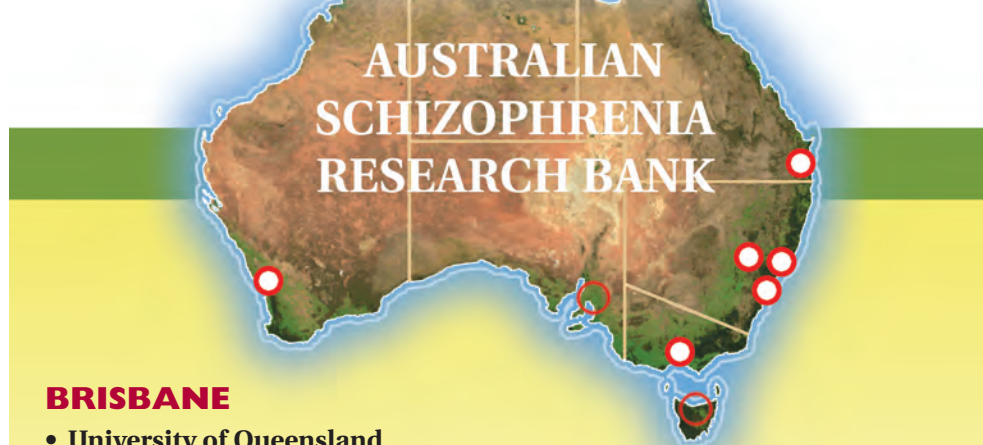 AUSTRALIAN
SCHIZOPHRENIA
RESEARCH BANK
BRISBANE
• University of Queensland